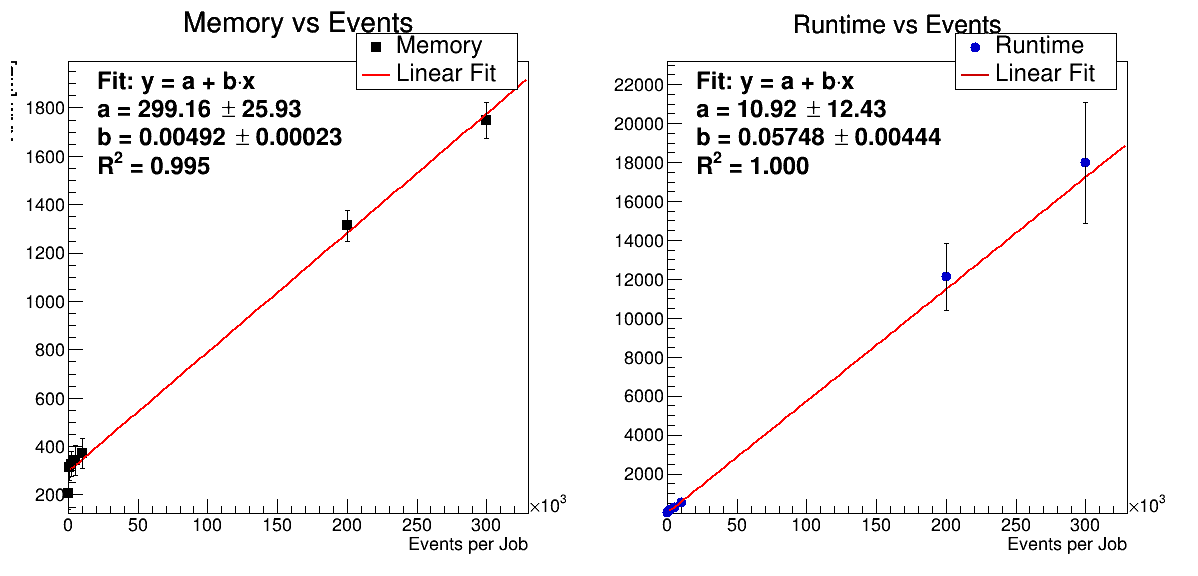 Memory vs Events
Memory
Linear Fit
Fit: y = a + b·x
a = 299.16 ± 25.93
b = 0.00492 ± 0.00023
R² = 0.995
1800
1600
1400
1200
1000
800
600
400
200
0 50 100 150 200 250 300
×10³
Events per Job
Runtime vs Events
Runtime
Linear Fit
Fit: y = a + b·x
a = 10.92 ± 12.43
b = 0.05748 ± 0.00444
R² = 1.000
22000
20000
18000
16000
14000
12000
10000
8000
6000
4000
2000
0 50 100 150 200 250 300
×10³
Events per Job